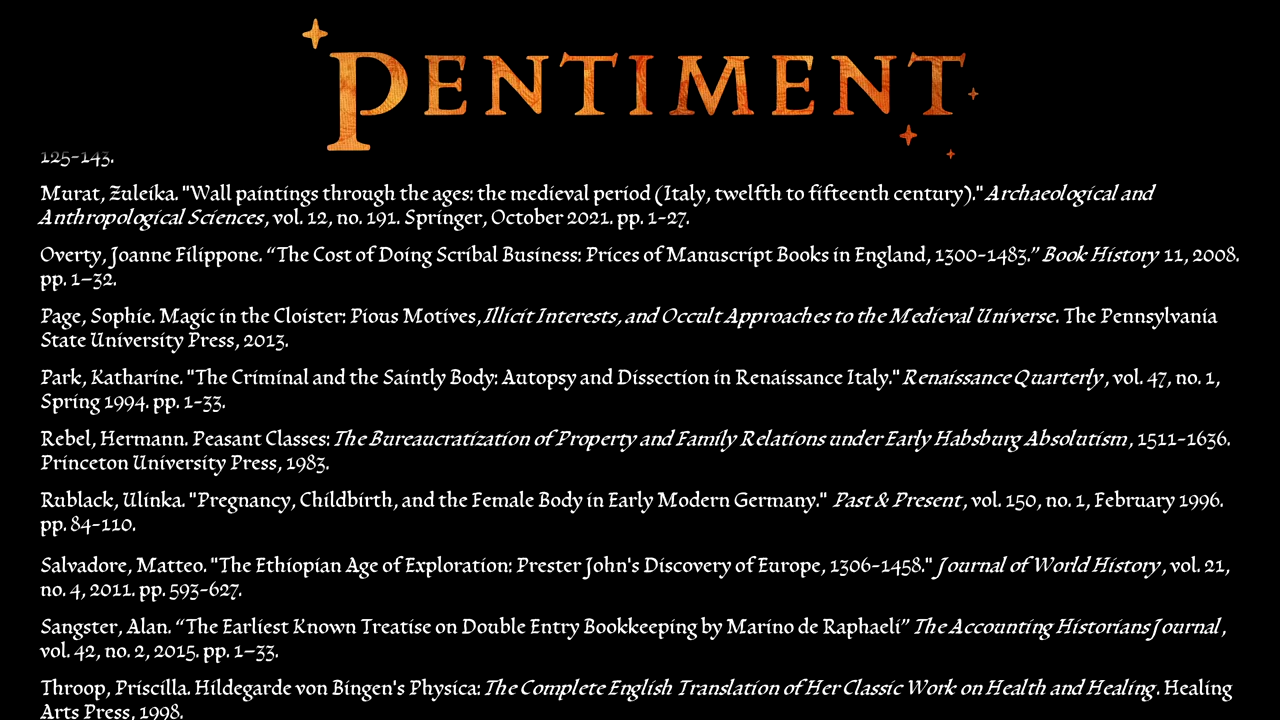 PENTIMENT
125-143.
Murat, Zuleika. "Wall paintings through the ages: the medieval period (Italy, twelfth to fifteenth century)." Archaeological and
Anthropological Sciences, vol. 12, no. 191. Springer, October 2021. pp. 1-27.
Overty, Joanne Filippone. “The Cost of Doing Scribal Business: Prices of Manuscript Books in England, 1300-1483.” Book History 11, 2008.
pp. 1–32.
Page, Sophie. Magic in the Cloister: Pious Motives, Illicit Interests, and Occult Approaches to the Medieval Universe. The Pennsylvania
State University Press, 2013.
Park, Katharine. "The Criminal and the Saintly Body: Autopsy and Dissection in Renaissance Italy." Renaissance Quarterly, vol. 47, no. 1,
Spring 1994. pp. 1-33.
Rebel, Hermann. Peasant Classes: The Bureaucratization of Property and Family Relations under Early Habsburg Absolutism, 1511-1636.
Princeton University Press, 1983.
Rublack, Ulinka. "Pregnancy, Childbirth, and the Female Body in Early Modern Germany." Past & Present, vol. 150, no. 1, February 1996.
pp. 84-110.
Salvadore, Matteo. "The Ethiopian Age of Exploration: Prester John's Discovery of Europe, 1306-1458." Journal of World History, vol. 21,
no. 4, 2011. pp. 593-627.
Sangster, Alan. “The Earliest Known Treatise on Double Entry Bookkeeping by Marino de Raphaeli” The Accounting Historians Journal,
vol. 42, no. 2, 2015. pp. 1–33.
Throop, Priscilla. Hildegarde von Bingen's Physica: The Complete English Translation of Her Classic Work on Health and Healing. Healing
Arts Press, 1998.